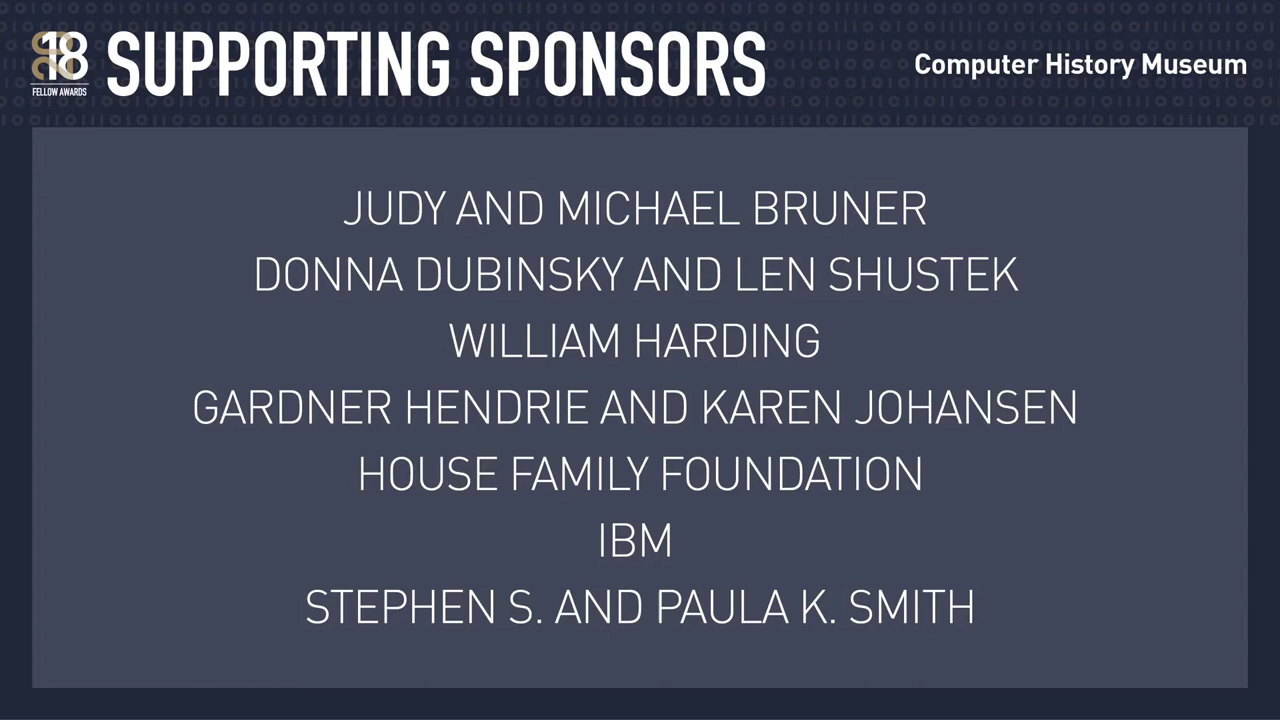 2018 FELLOW AWARDS
SUPPORTING SPONSORS
Computer History Museum
JUDY AND MICHAEL BRUNER
DONNA DUBINSKY AND LEN SHUSTEK
WILLIAM HARDING
GARDNER HENDRIE AND KAREN JOHANSEN
HOUSE FAMILY FOUNDATION
IBM
STEPHEN S. AND PAULA K. SMITH